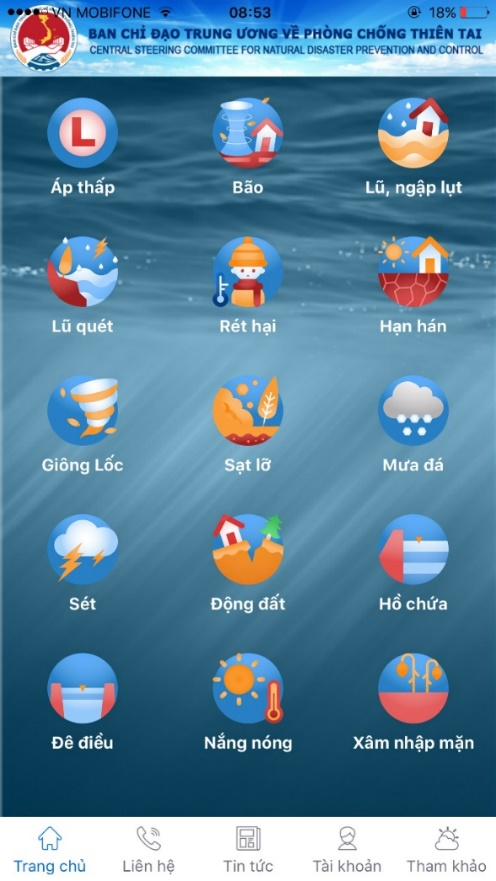 VN MOBIFONE 08:53 18%
BAN CHỈ ĐẠO TRUNG ƯƠNG VỀ PHÒNG CHỐNG THIÊN TAI
CENTRAL STEERING COMMITTEE FOR NATURAL DISASTER PREVENTION AND CONTROL
L
Áp thấp Bão Lũ, ngập lụt
Lũ quét Rét hại Hạn hán
Giông Lốc Sạt lỡ Mưa đá
Sét Động đất Hồ chứa
Đê điều Nắng nóng Xâm nhập mặn
Trang chủ Liên hệ Tin tức Tài khoản Tham khảo